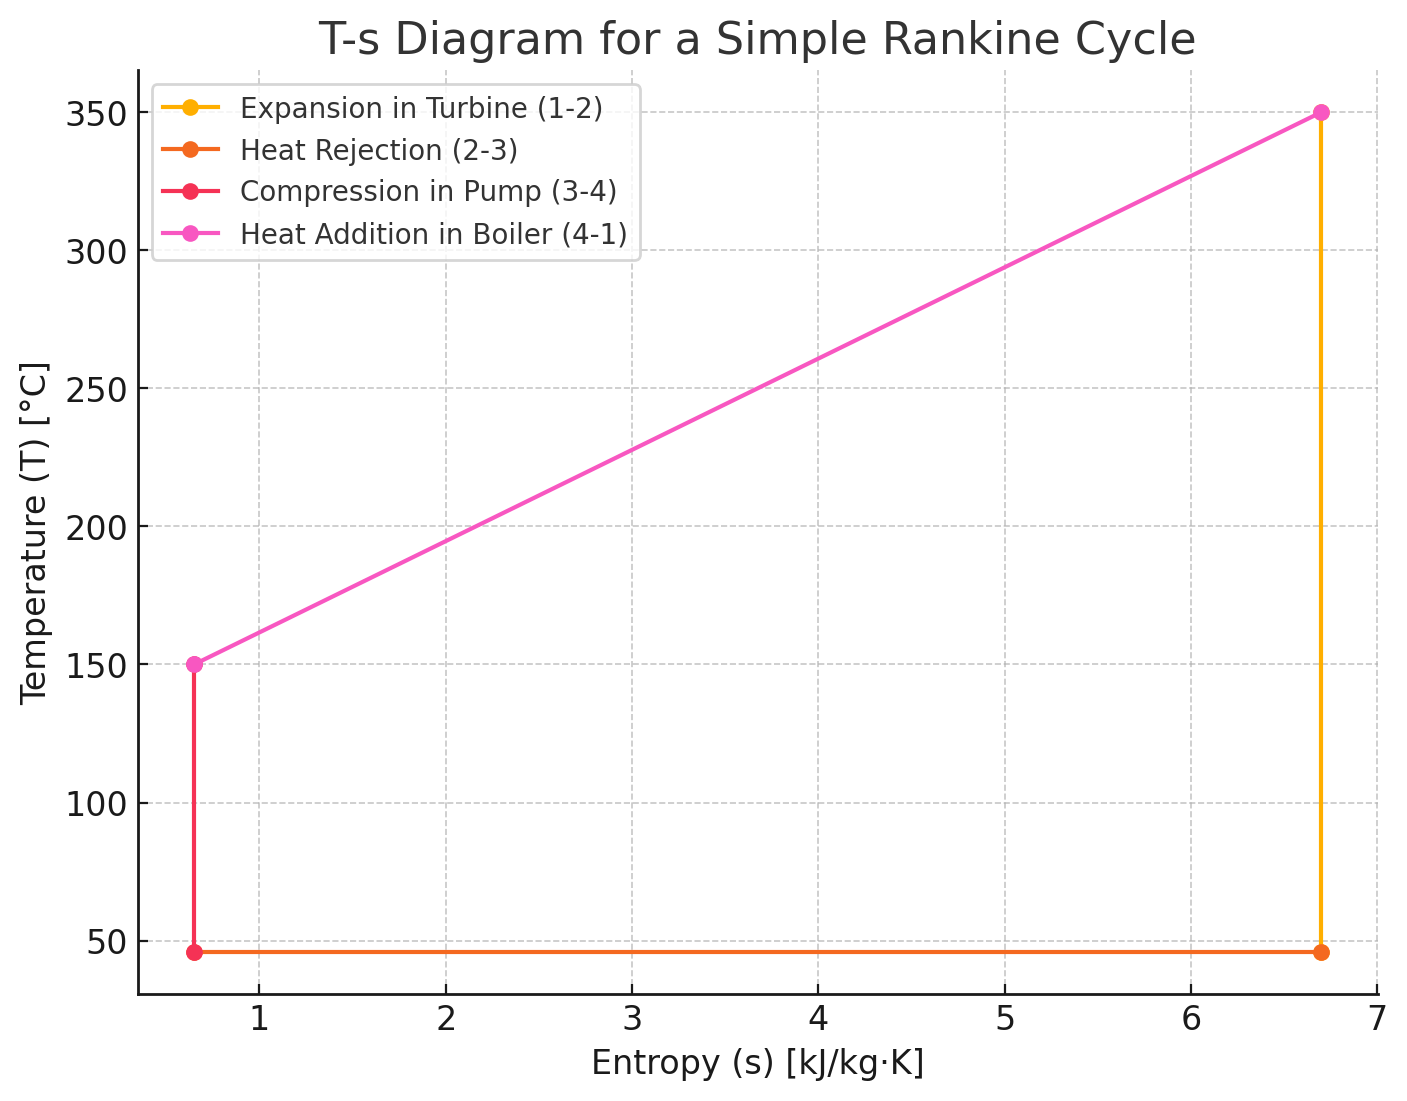 T-s Diagram for a Simple Rankine Cycle
Expansion in Turbine (1-2)
Heat Rejection (2-3)
Compression in Pump (3-4)
Heat Addition in Boiler (4-1)
350
300
250
200
150
100
50
Temperature (T) [°C]
1 2 3 4 5 6 7
Entropy (s) [kJ/kg·K]